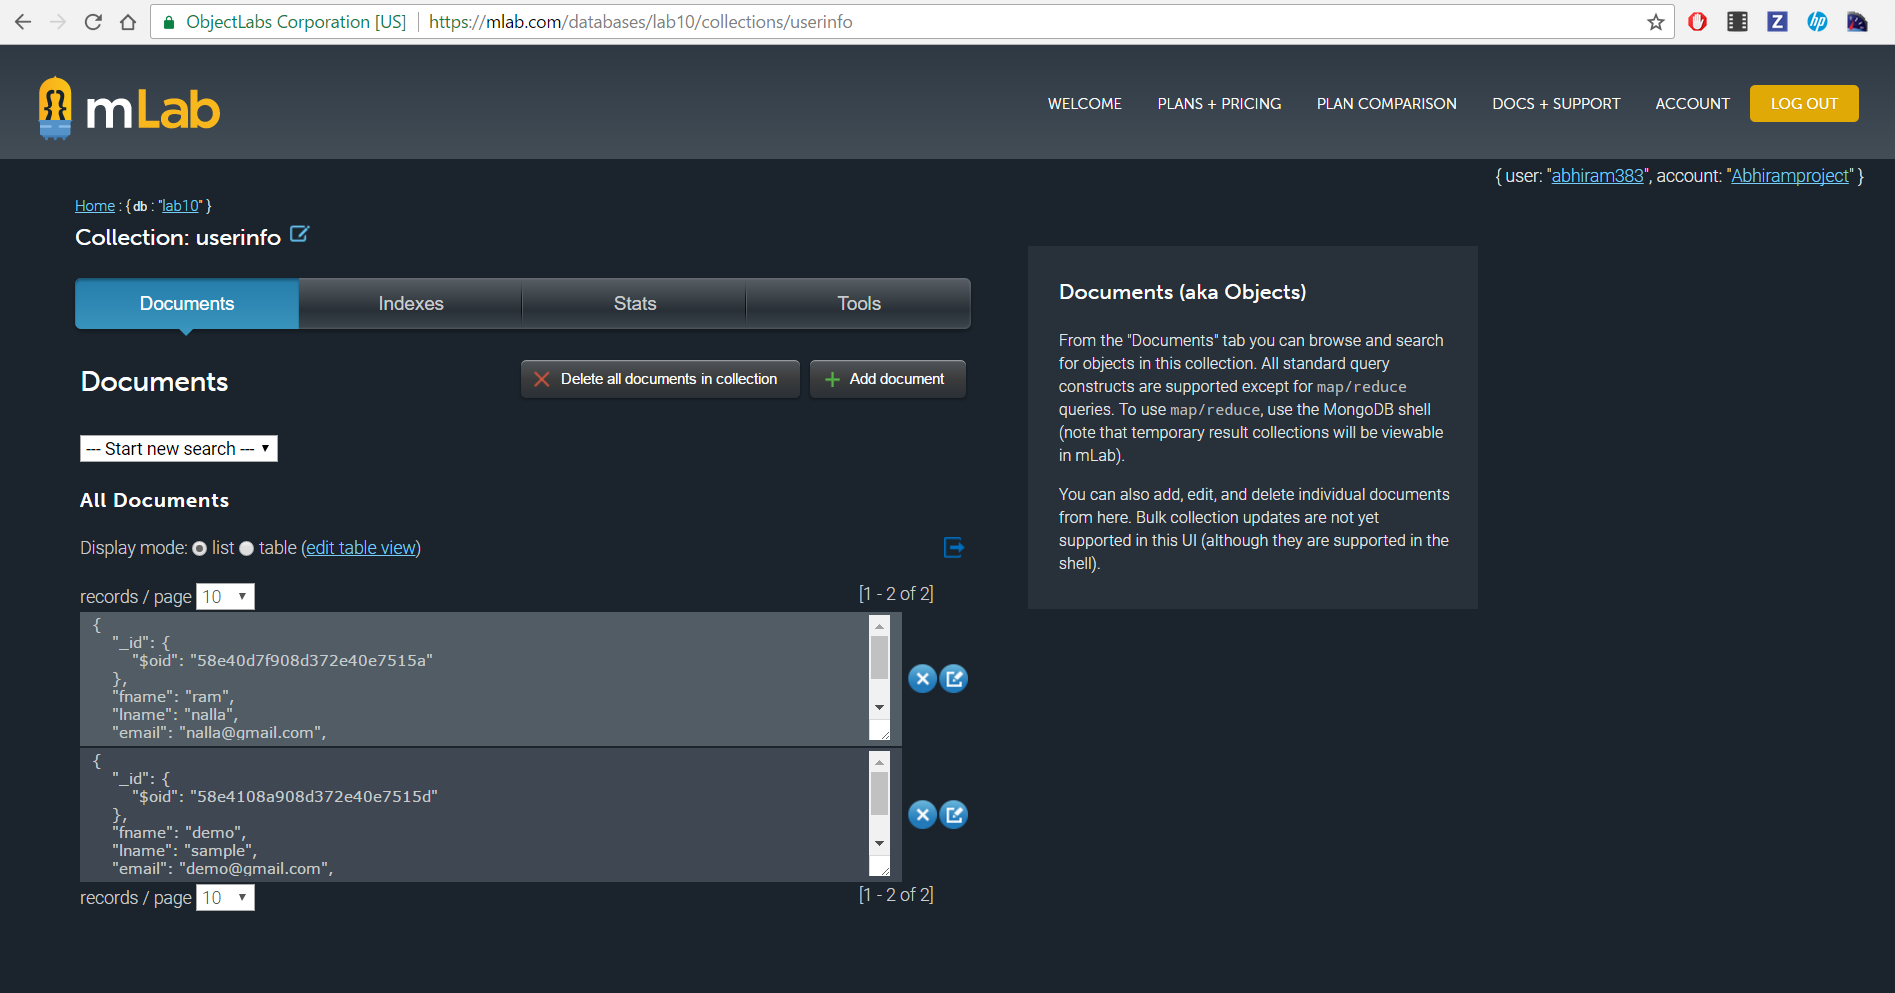 ObjectLabs Corporation [US] https://mlab.com/databases/lab10/collections/userinfo
Z hp
mLab
WELCOME PLANS + PRICING PLAN COMPARISON DOCS + SUPPORT ACCOUNT LOG OUT
{ user: "abhiram383", account: "Abhiramproject" }
Home : { db : "lab10" }
Collection: userinfo
Documents Indexes Stats Tools
Documents
Delete all documents in collection
Add document
--- Start new search ---
All Documents
Display mode: list table (edit table view)
records / page 10 [1 - 2 of 2]
{
"_id": {
"$oid": "58e40d7f908d372e40e7515a"
},
"fname": "ram",
"lname": "nalla",
"email": "nalla@gmail.com",
{
"_id": {
"$oid": "58e4108a908d372e40e7515d"
},
"fname": "demo",
"lname": "sample",
"email": "demo@gmail.com",
records / page 10 [1 - 2 of 2]
Documents (aka Objects)
From the "Documents" tab you can browse and search
for objects in this collection. All standard query
constructs are supported except for map/reduce
queries. To use map/reduce, use the MongoDB shell
(note that temporary result collections will be viewable
in mLab).
You can also add, edit, and delete individual documents
from here. Bulk collection updates are not yet
supported in this UI (although they are supported in the
shell).